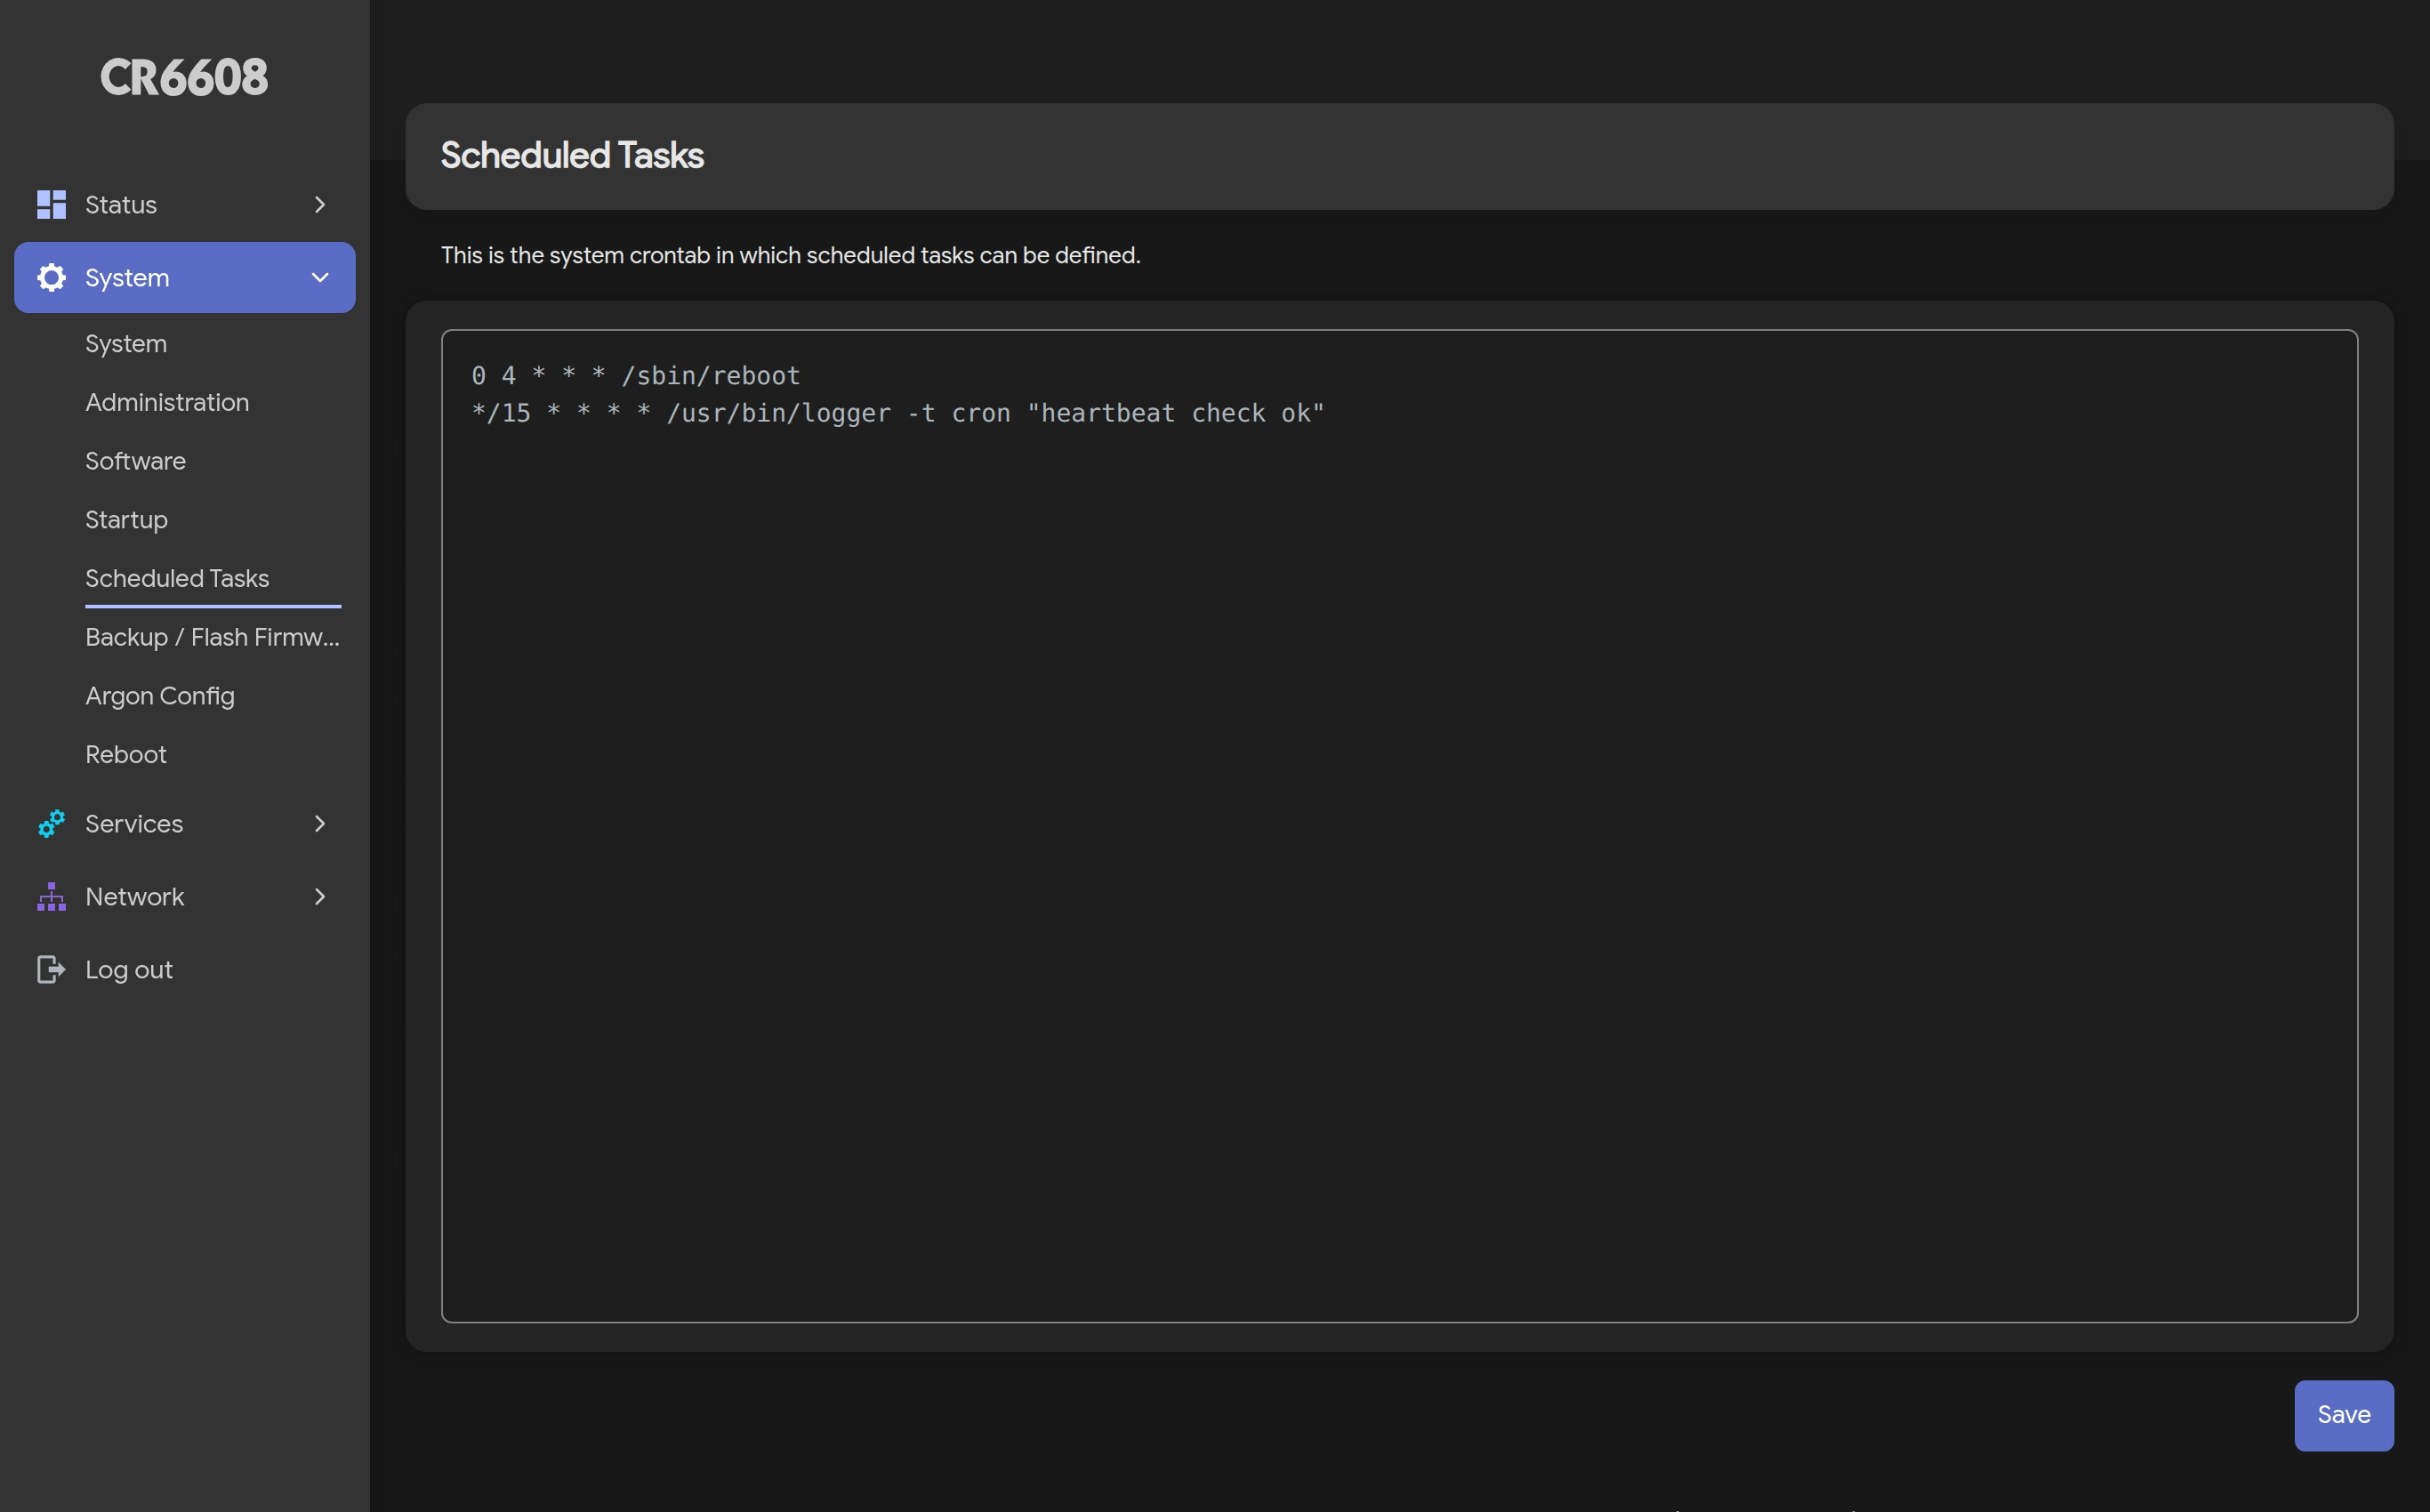 CR6608
Status
System
System
Administration
Software
Startup
Scheduled Tasks
Backup / Flash Firmw...
Argon Config
Reboot
Services
Network
Log out
Scheduled Tasks
This is the system crontab in which scheduled tasks can be defined.
0 4 * * * /sbin/reboot
*/15 * * * * /usr/bin/logger -t cron "heartbeat check ok"
Save